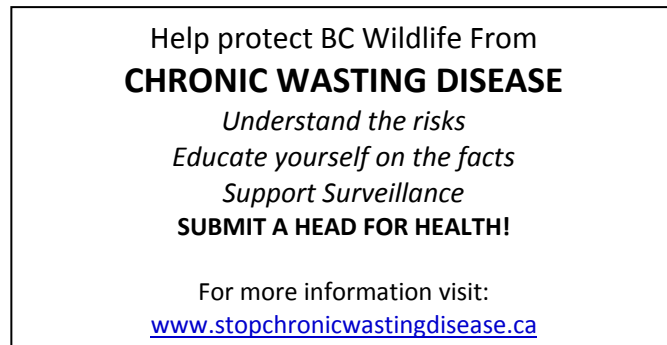 Help protect BC Wildlife From
CHRONIC WASTING DISEASE
Understand the risks
Educate yourself on the facts
Support Surveillance
SUBMIT A HEAD FOR HEALTH!
For more information visit:
www.stopchronicwastingdisease.ca